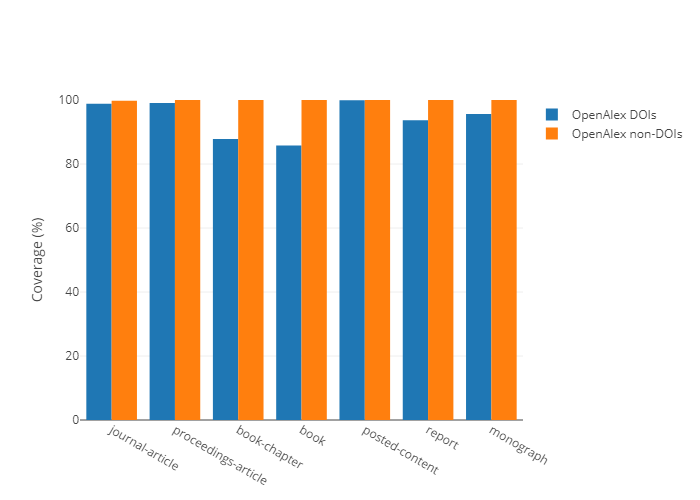 100
80
60
40
20
0
Coverage (%)
journal-article
proceedings-article
book-chapter
book
posted-content
report
monograph
OpenAlex DOIs
OpenAlex non-DOIs